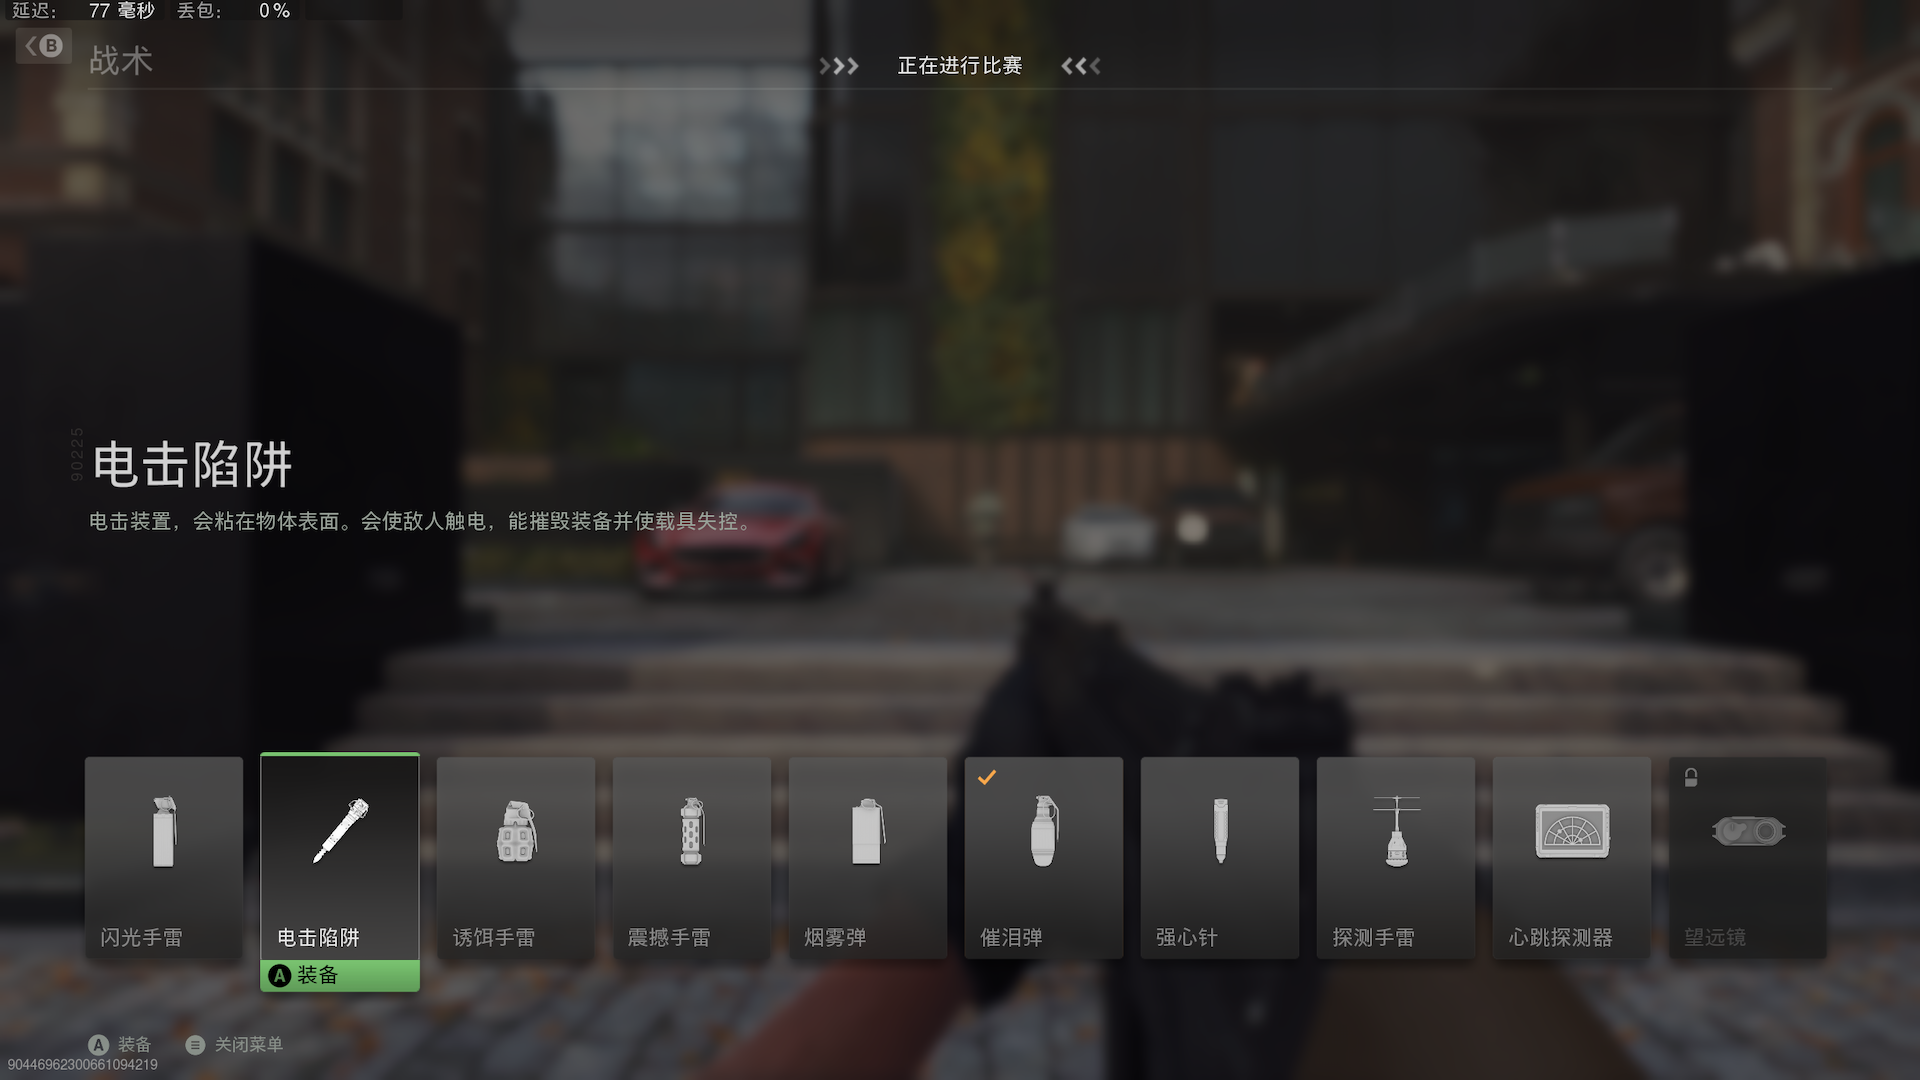 延迟: 77 毫秒 丢包: 0%
B
战术
正在进行比赛
90225
电击陷阱
电击装置，会粘在物体表面。会使敌人触电，能摧毁装备并使载具失控。
闪光手雷
电击陷阱
诱饵手雷
震撼手雷
烟雾弹
催泪弹
强心针
探测手雷
心跳探测器
望远镜
A 装备
A 装备 关闭菜单
90446962300661094219